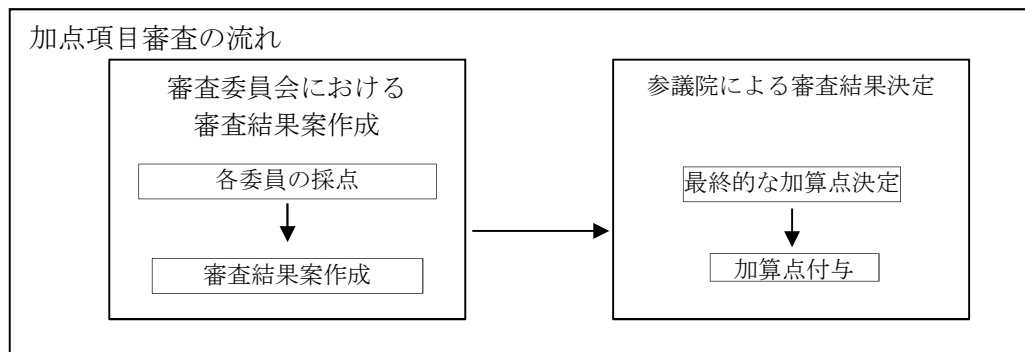 加点項目審査の流れ
審査委員会における
審査結果案作成
各委員の採点
審査結果案作成
参議院による審査結果決定
最終的な加算点決定
加算点付与